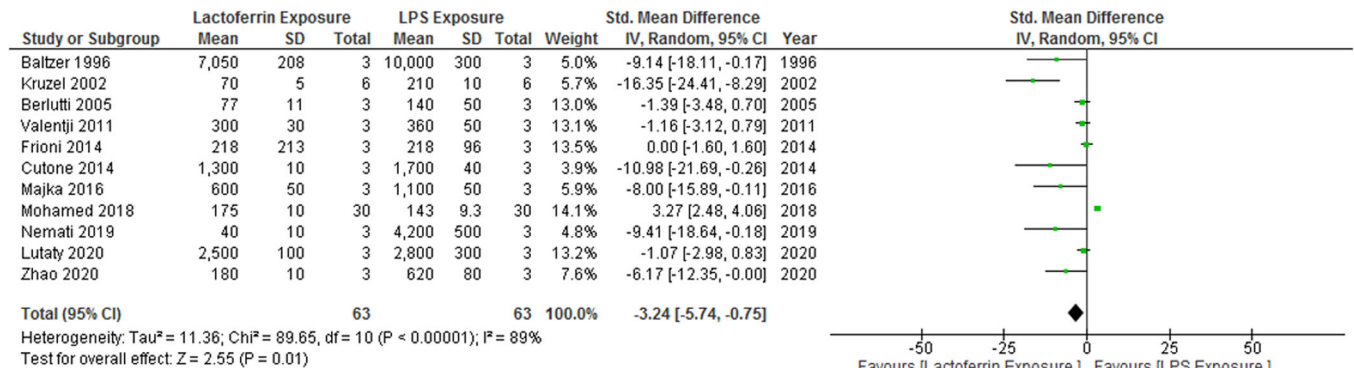 Lactoferrin Exposure LPS Exposure Std. Mean Difference Std. Mean Difference
Study or Subgroup Mean SD Total Mean SD Total Weight IV, Random, 95% CI Year IV, Random, 95% CI
Baltzer 1996 7,050 208 3 10,000 300 3 5.0% -9.14 [-18.11, -0.17] 1996
Kruzel 2002 70 5 6 210 10 6 5.7% -16.35 [-24.41, -8.29] 2002
Berlutti 2005 77 11 3 140 50 3 13.0% -1.39 [-3.48, 0.70] 2005
Valentji 2011 300 30 3 360 50 3 13.1% -1.16 [-3.12, 0.79] 2011
Frioni 2014 218 213 3 218 96 3 13.5% 0.00 [-1.60, 1.60] 2014
Cutone 2014 1,300 10 3 1,700 40 3 3.9% -10.98 [-21.69, -0.26] 2014
Majka 2016 600 50 3 1,100 50 3 5.9% -8.00 [-15.89, -0.11] 2016
Mohamed 2018 175 10 30 143 9.3 30 14.1% 3.27 [2.48, 4.06] 2018
Nemati 2019 40 10 3 4,200 500 3 4.8% -9.41 [-18.64, -0.18] 2019
Lutaty 2020 2,500 100 3 2,800 300 3 13.2% -1.07 [-2.98, 0.83] 2020
Zhao 2020 180 10 3 620 80 3 7.6% -6.17 [-12.35, -0.00] 2020
Total (95% CI) 63 63 100.0% -3.24 [-5.74, -0.75]
Heterogeneity: Tau² = 11.36; Chi² = 89.65, df = 10 (P < 0.00001); I² = 89%
Test for overall effect: Z = 2.55 (P = 0.01)
-50 -25 0 25 50
Favours [Lactoferrin Exposure ] Favours [LPS Exposure ]